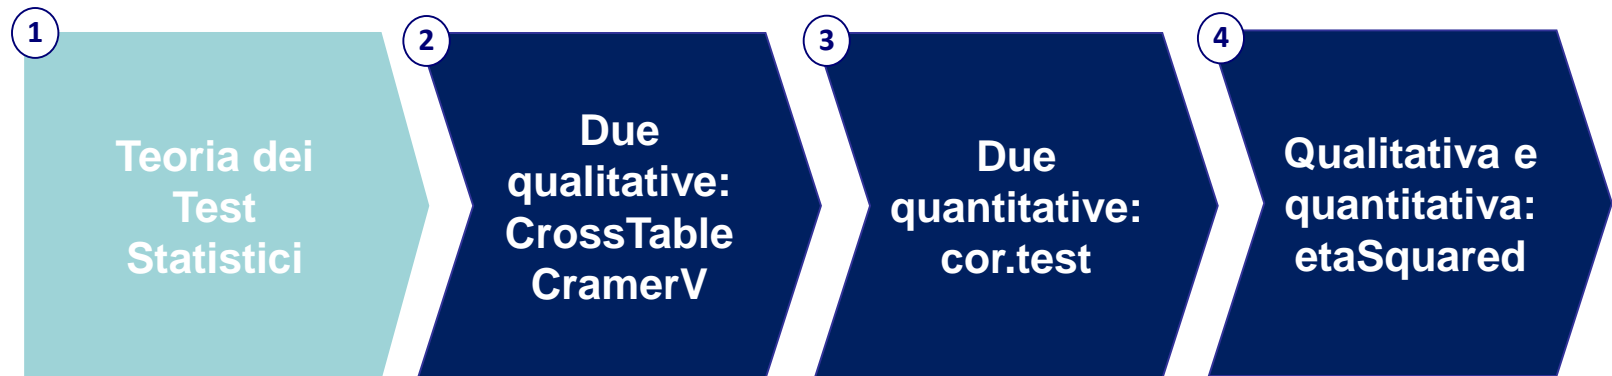 1
Teoria dei
Test
Statistici
2
Due
qualitative:
CrossTable
CramerV
3
Due
quantitative:
cor.test
4
Qualitativa e
quantitativa:
etaSquared